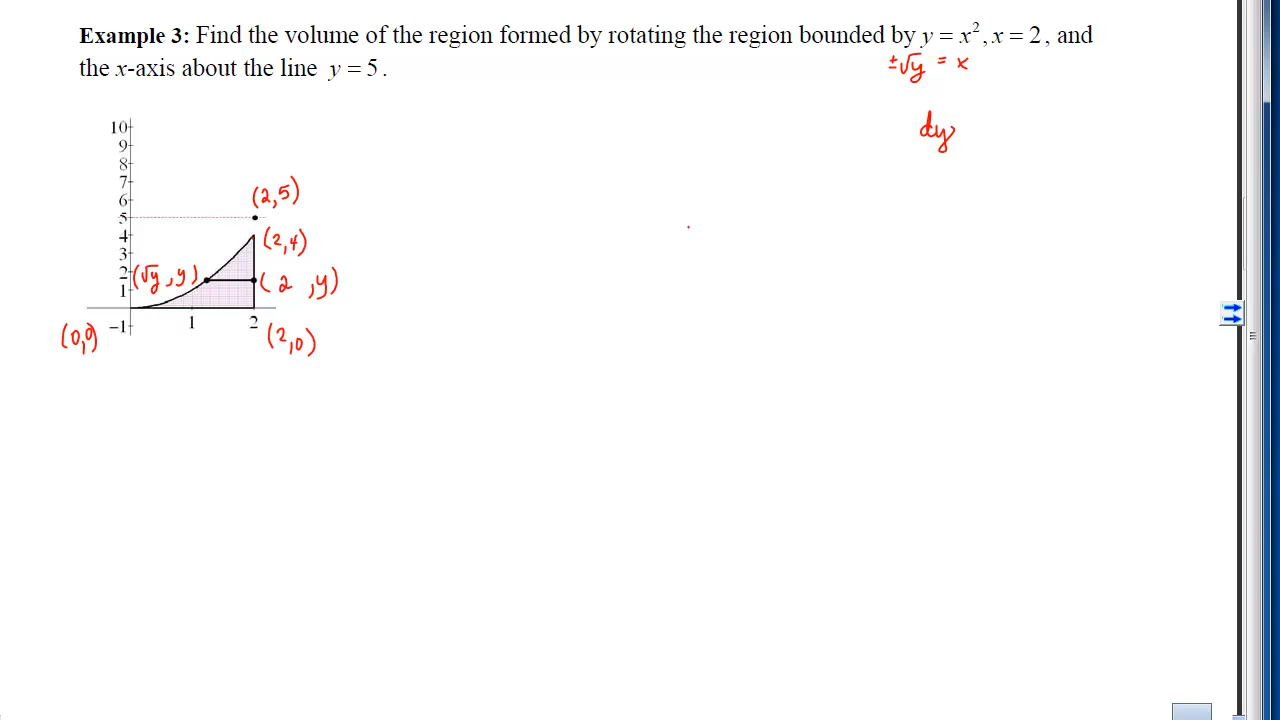 Example 3: Find the volume of the region formed by rotating the region bounded by y = x², x = 2, and
the x-axis about the line y = 5.
±√y = x
dy
10
9
8
7
6
5
4
3
2
1
−1
1
2
(2,5)
(2,4)
(√y, y)
(2, y)
(0,0)
(2,0)